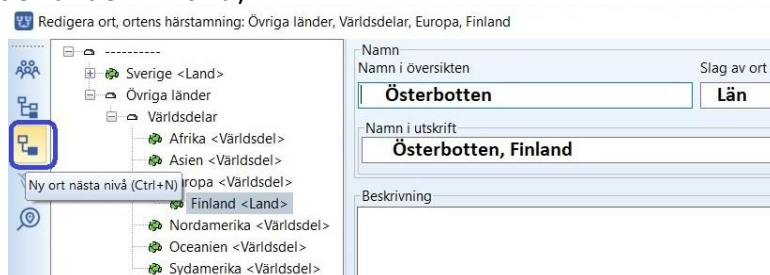 Redigera ort, ortens härstamning: Övriga länder, Världsdelar, Europa, Finland
----------
Sverige <Land>
Övriga länder
Världsdelar
Afrika <Världsdel>
Asien <Världsdel>
uropa <Världsdel>
Finland <Land>
Nordamerika <Världsdel>
Oceanien <Världsdel>
Sydamerika <Världsdel>
Ny ort nästa nivå (Ctrl+N)
Namn
Namn i översikten Slag av ort
Österbotten Län
Namn i utskrift
Österbotten, Finland
Beskrivning